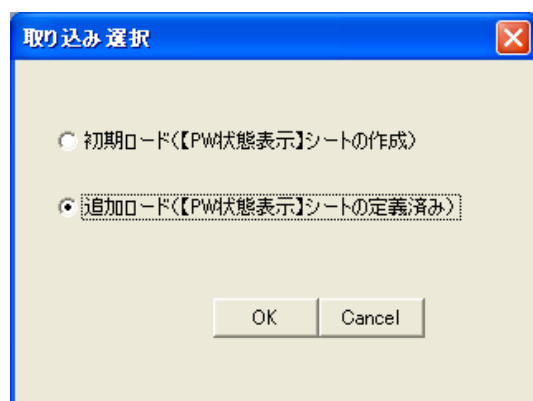 取り込み選択
初期ロード(【PW状態表示】シートの作成)
追加ロード(【PW状態表示】シートの定義済み)
OK
Cancel